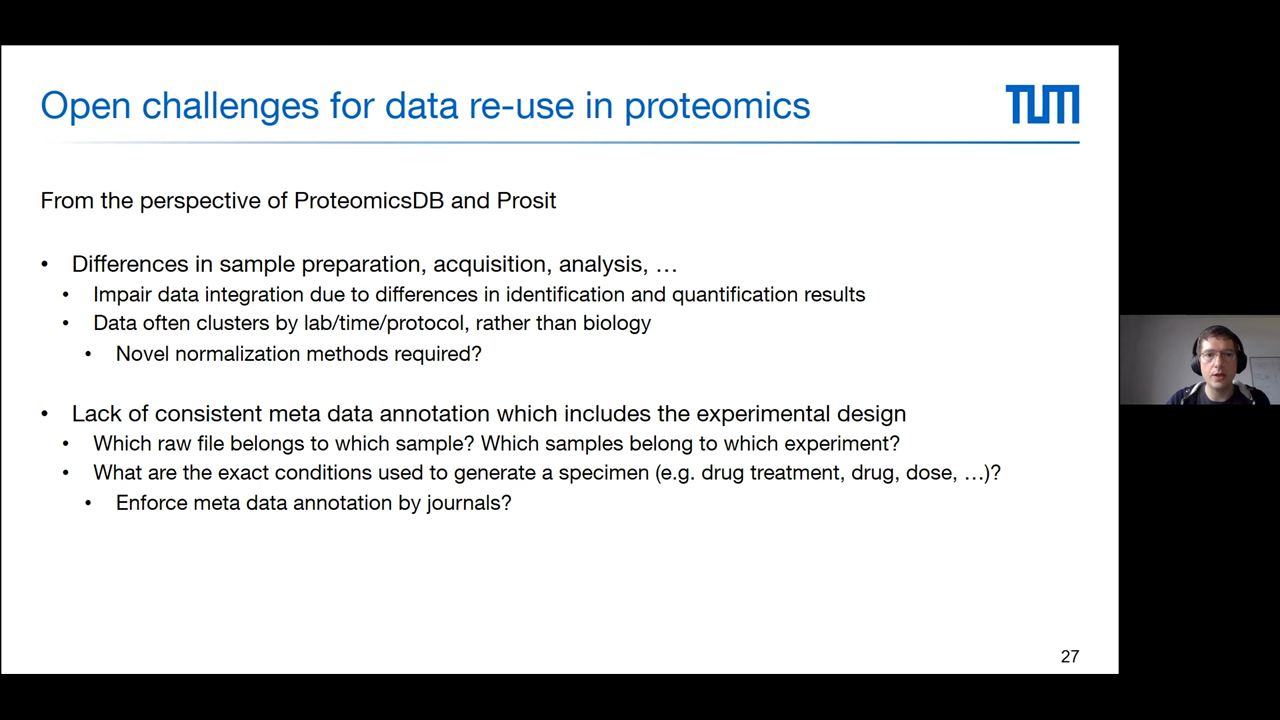 Open challenges for data re-use in proteomics
TUM
From the perspective of ProteomicsDB and Prosit
• Differences in sample preparation, acquisition, analysis, …
• Impair data integration due to differences in identification and quantification results
• Data often clusters by lab/time/protocol, rather than biology
• Novel normalization methods required?
• Lack of consistent meta data annotation which includes the experimental design
• Which raw file belongs to which sample? Which samples belong to which experiment?
• What are the exact conditions used to generate a specimen (e.g. drug treatment, drug, dose, …)?
• Enforce meta data annotation by journals?
27